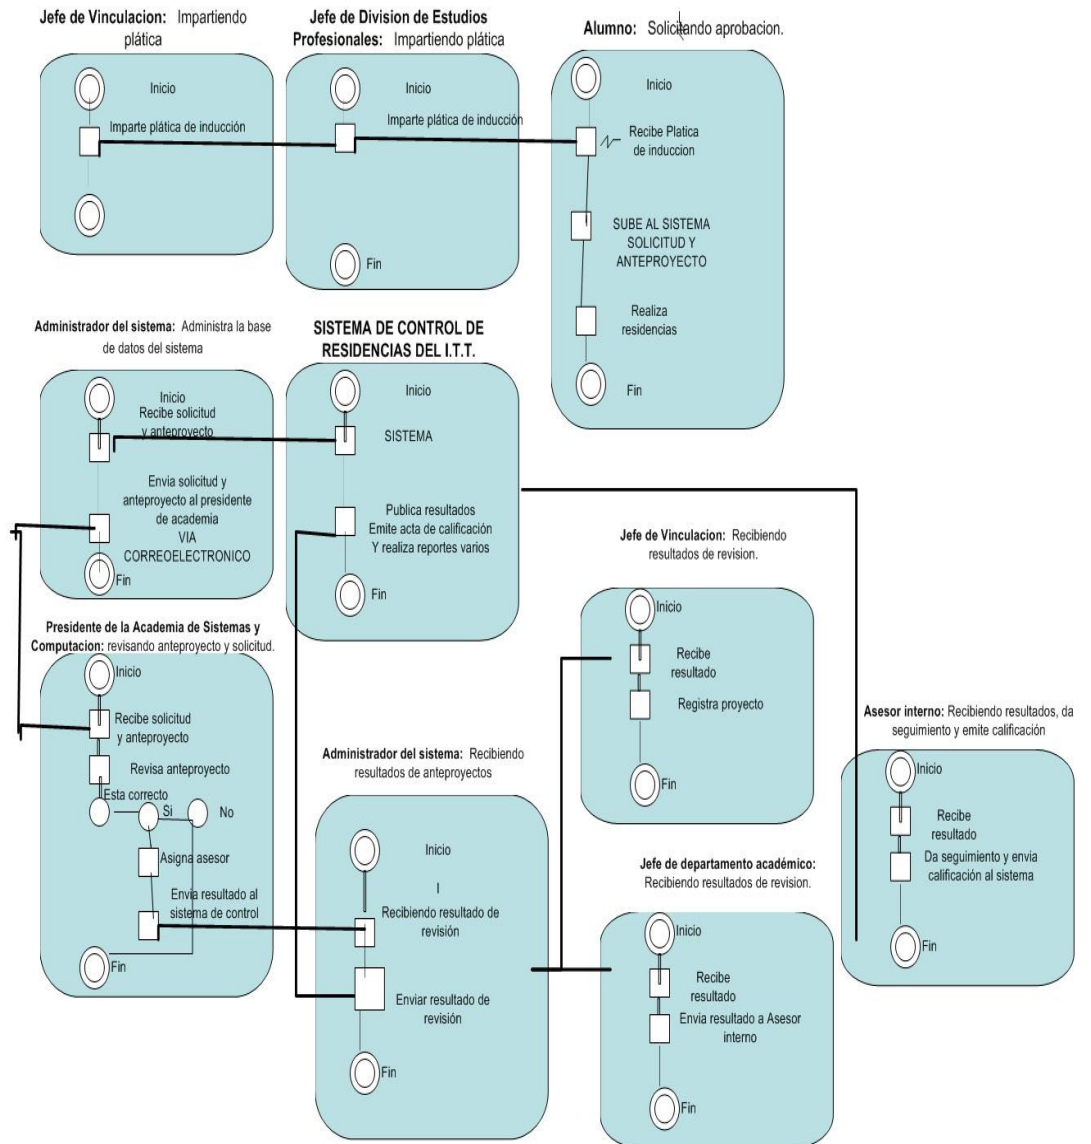 Jefe de Vinculacion: Impartiendo
plática
Inicio
Imparte plática de inducción
Jefe de Division de Estudios
Profesionales: Impartiendo plática
Inicio
Imparte plática de inducción
Fin
Alumno: Solicitando aprobacion.
Inicio
Recibe Platica
de induccion
SUBE AL SISTEMA
SOLICITUD Y
ANTEPROYECTO
Realiza
residencias
Fin
Administrador del sistema: Administra la base
de datos del sistema
Inicio
Recibe solicitud
y anteproyecto
Envia solicitud y
anteproyecto al presidente
de academia
VIA
CORREOELECTRONICO
Fin
SISTEMA DE CONTROL DE
RESIDENCIAS DEL I.T.T.
Inicio
SISTEMA
Publica resultados
Emite acta de calificación
Y realiza reportes varios
Fin
Jefe de Vinculacion: Recibiendo
resultados de revision.
Inicio
Recibe
resultado
Registra proyecto
Fin
Presidente de la Academia de Sistemas y
Computacion: revisando anteproyecto y solicitud.
Inicio
Recibe solicitud
y anteproyecto
Revisa anteproyecto
Esta correcto
Si
No
Asigna asesor
Envia resultado al
sistema de control
Fin
Administrador del sistema: Recibiendo
resultados de anteproyectos
Inicio
I
Recibiendo resultado de
revisión
Enviar resultado de
revisión
Fin
Jefe de departamento académico:
Recibiendo resultados de revision.
Inicio
Recibe
resultado
Envia resultado a Asesor
interno
Fin
Asesor interno: Recibiendo resultados, da
seguimiento y emite calificación
Inicio
Recibe
resultado
Da seguimiento y envia
calificación al sistema
Fin